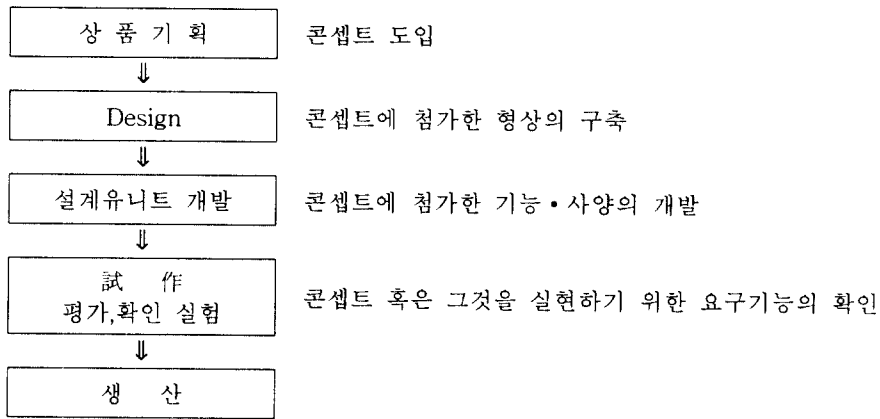 상 품 기 획 콘셉트 도입
⇓
Design 콘셉트에 첨가한 형상의 구축
⇓
설계유니트 개발 콘셉트에 첨가한 기능・사양의 개발
⇓
試 作
평가,확인 실험 콘셉트 혹은 그것을 실현하기 위한 요구기능의 확인
⇓
생 산